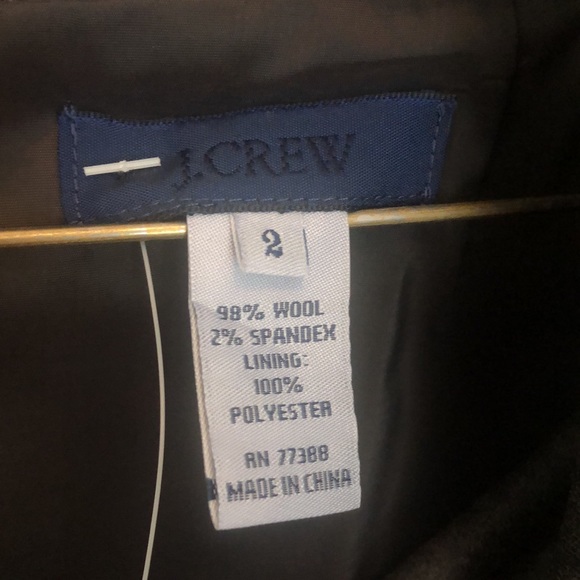 J.CREW
2
98% WOOL
2% SPANDEX
LINING:
100%
POLYESTER
RN 77388
MADE IN CHINA